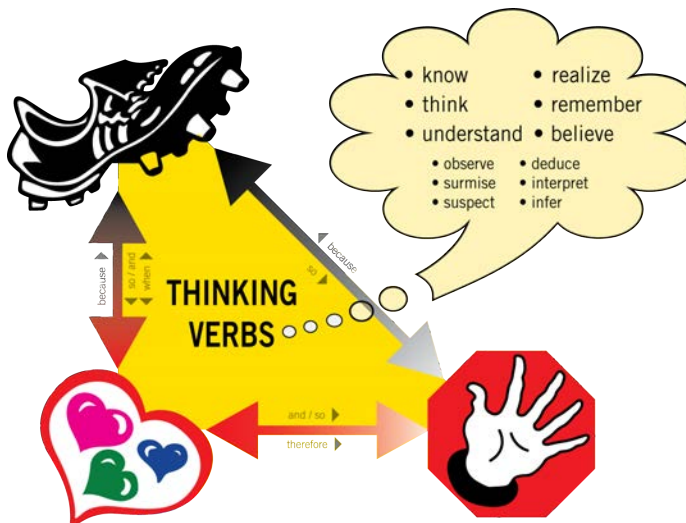 • know
• realize
• think
• remember
• understand
• believe
• observe
• deduce
• surmise
• interpret
• suspect
• infer
because
so
because
so / and
when
THINKING
VERBS
and / so
therefore